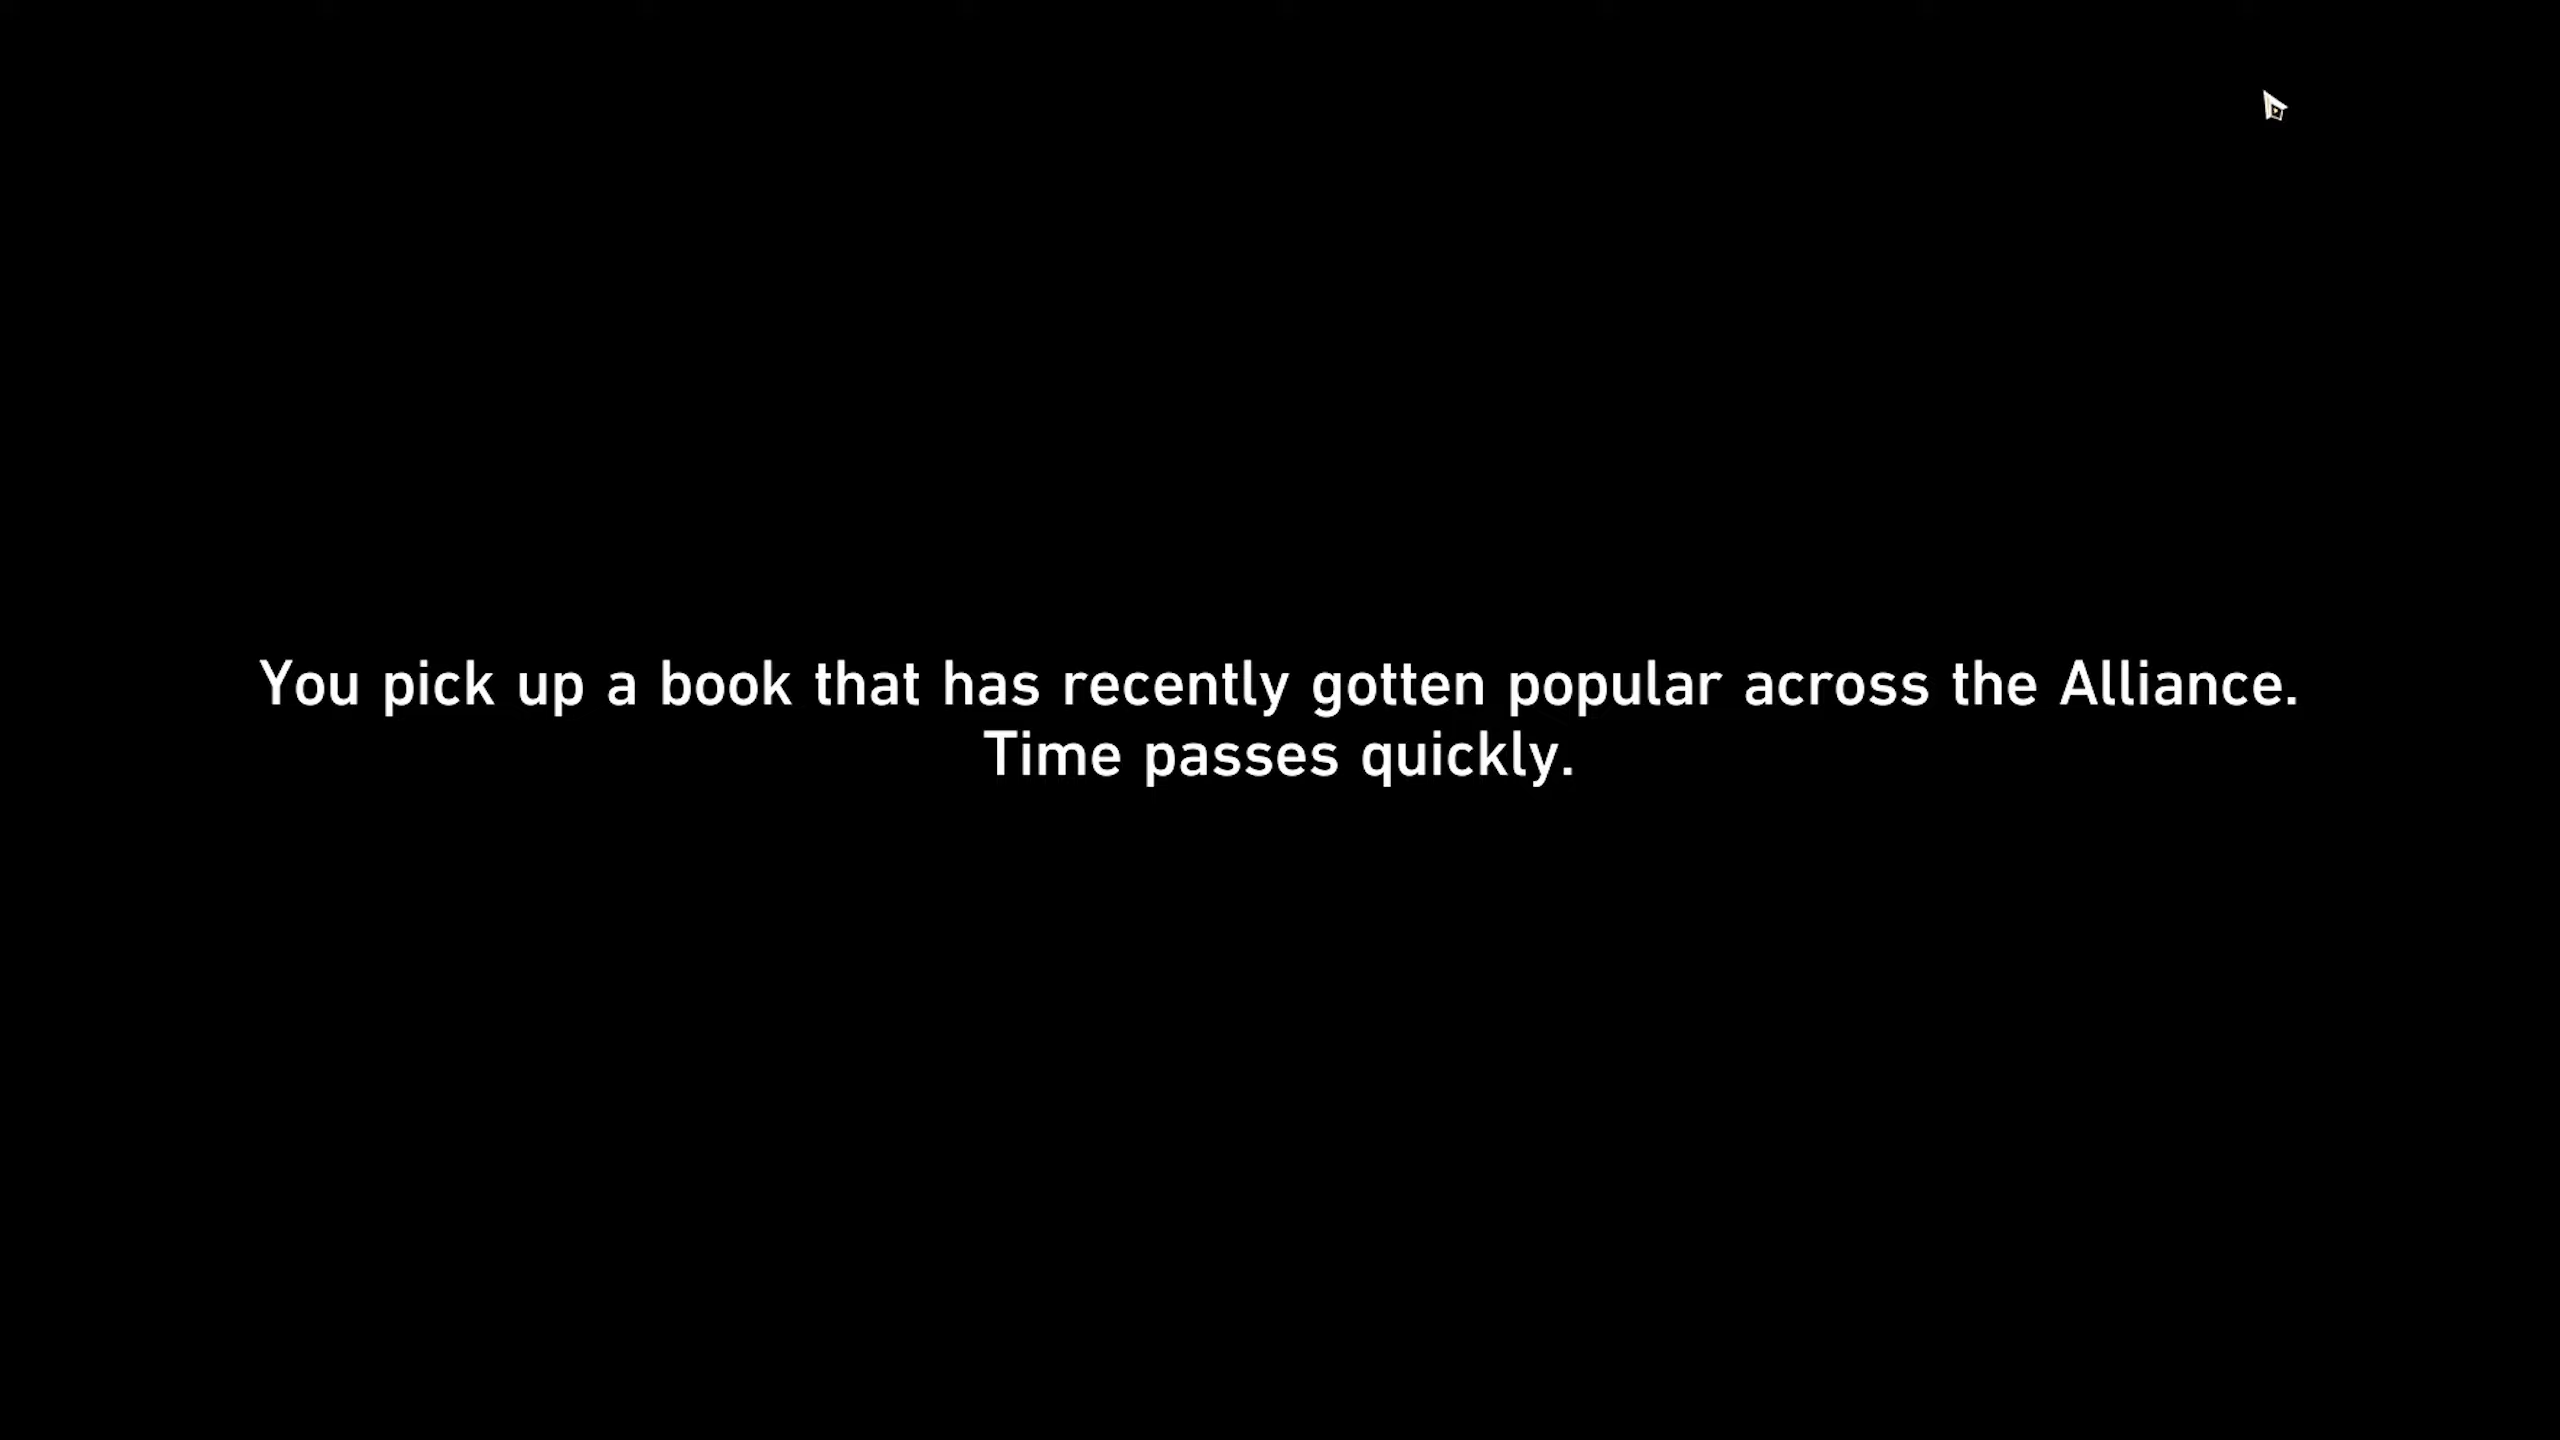 You pick up a book that has recently gotten popular across the Alliance.
Time passes quickly.